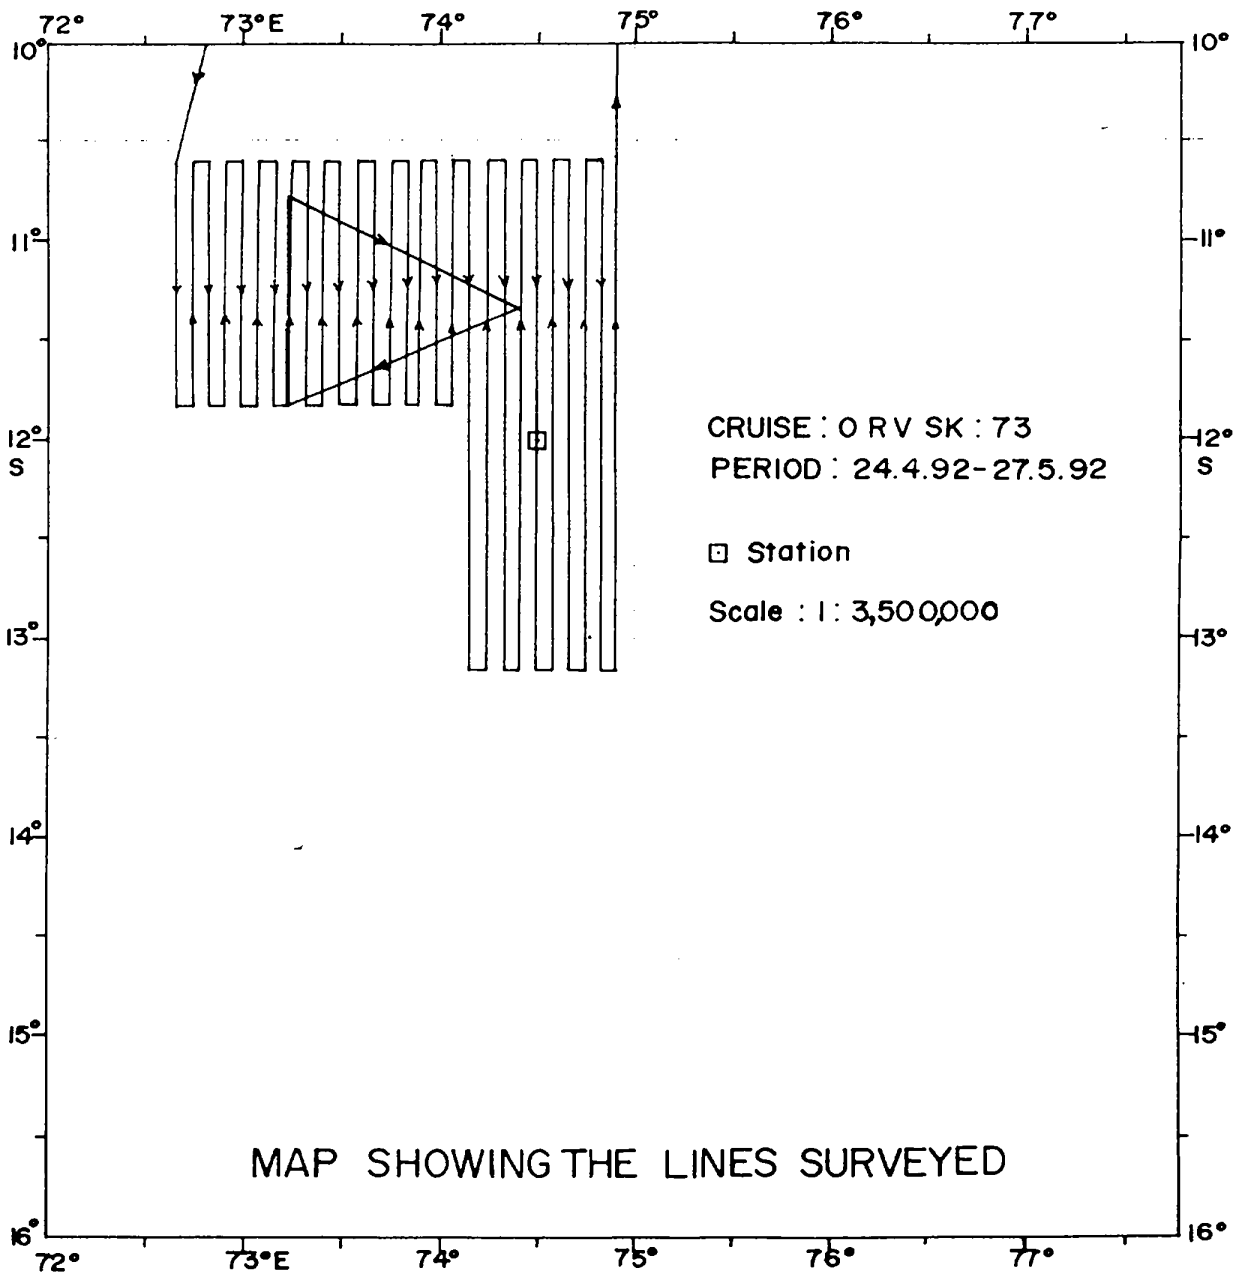 72° 73°E 74° 75° 76° 77°
10° 10°
11° 11°
CRUISE : O RV SK : 73
12° 12°
S S
PERIOD : 24.4.92-27.5.92
Station
Scale : 1 : 3,500,000
13° 13°
14° 14°
15° 15°
MAP SHOWING THE LINES SURVEYED
16° 16°
72° 73°E 74° 75° 76° 77°